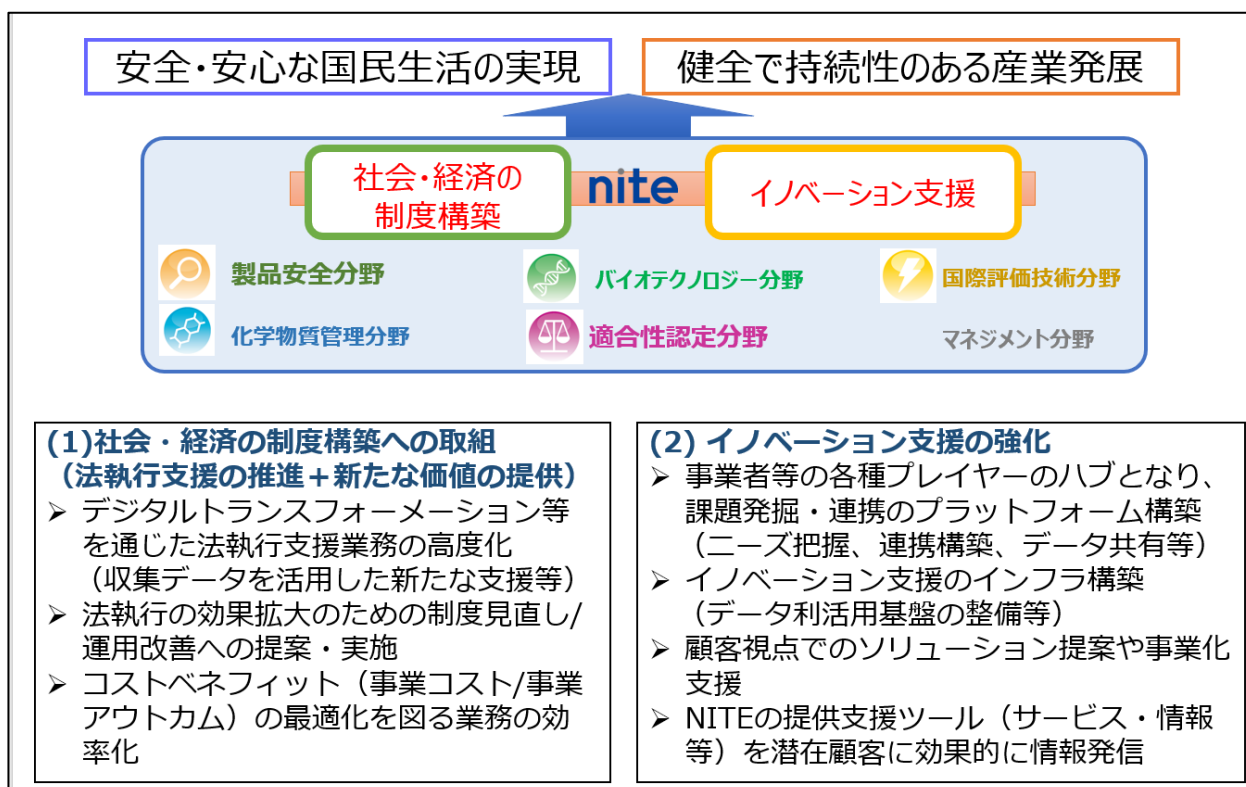 安全・安心な国民生活の実現
健全で持続性のある産業発展
社会・経済の
制度構築
nite
イノベーション支援
製品安全分野
バイオテクノロジー分野
国際評価技術分野
化学物質管理分野
適合性認定分野
マネジメント分野
(1)社会・経済の制度構築への取組
（法執行支援の推進＋新たな価値の提供）
➢ デジタルトランスフォーメーション等
を通じた法執行支援業務の高度化
（収集データを活用した新たな支援等）
➢ 法執行の効果拡大のための制度見直し/
運用改善への提案・実施
➢ コストベネフィット（事業コスト/事業
アウトカム）の最適化を図る業務の効
率化
(2) イノベーション支援の強化
➢ 事業者等の各種プレイヤーのハブとなり、
課題発掘・連携のプラットフォーム構築
（ニーズ把握、連携構築、データ共有等）
➢ イノベーション支援のインフラ構築
（データ利活用基盤の整備等）
➢ 顧客視点でのソリューション提案や事業化
支援
➢ NITEの提供支援ツール（サービス・情報
等）を潜在顧客に効果的に情報発信